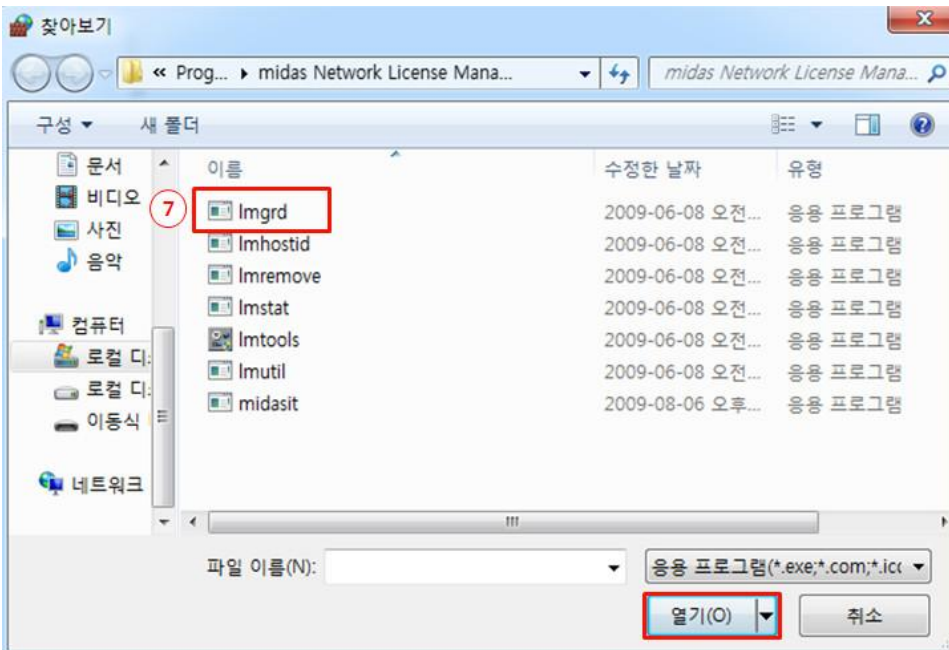 찾아보기
« Prog... midas Network License Mana... midas Network License Mana...
구성 새 폴더
문서
비디오
사진
음악
컴퓨터
로컬 디
로컬 디
이동식
네트워크
이름 수정한 날짜 유형
7
lmgrd 2009-06-08 오전... 응용 프로그램
lmhostid 2009-06-08 오전... 응용 프로그램
lmremove 2009-06-08 오전... 응용 프로그램
lmstat 2009-06-08 오전... 응용 프로그램
lmtools 2009-06-08 오전... 응용 프로그램
lmutil 2009-06-08 오전... 응용 프로그램
midasit 2009-08-06 오후... 응용 프로그램
파일 이름(N): 응용 프로그램(*.exe;*.com;*.ic
열기(O) 취소